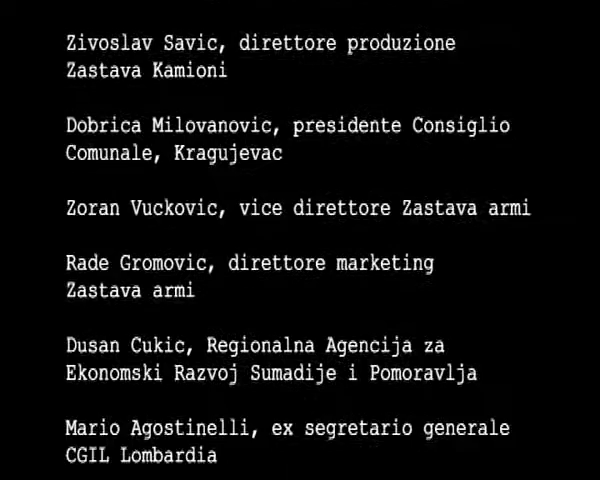 Zivoslav Savic, direttore produzione
Zastava Kamioni
Dobrica Milovanovic, presidente Consiglio
Comunale, Kragujevac
Zoran Vuckovic, vice direttore Zastava armi
Rade Gromovic, direttore marketing
Zastava armi
Dusan Cukic, Regionalna Agencija za
Ekonomski Razvoj Sumadije i Pomoravlja
Mario Agostinelli, ex segretario generale
CGIL Lombardia